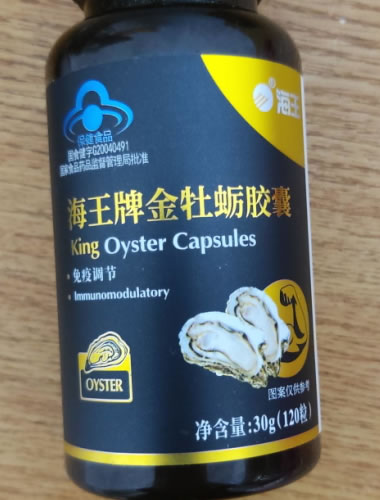 海王
保健食品
国食健字G20040491
国家食品药品监督管理局批准
海王牌金牡蛎胶囊
King Oyster Capsules
· 免疫调节
· Immunomodulatory
OYSTER
图案仅供参考
净含量:30g(120粒)